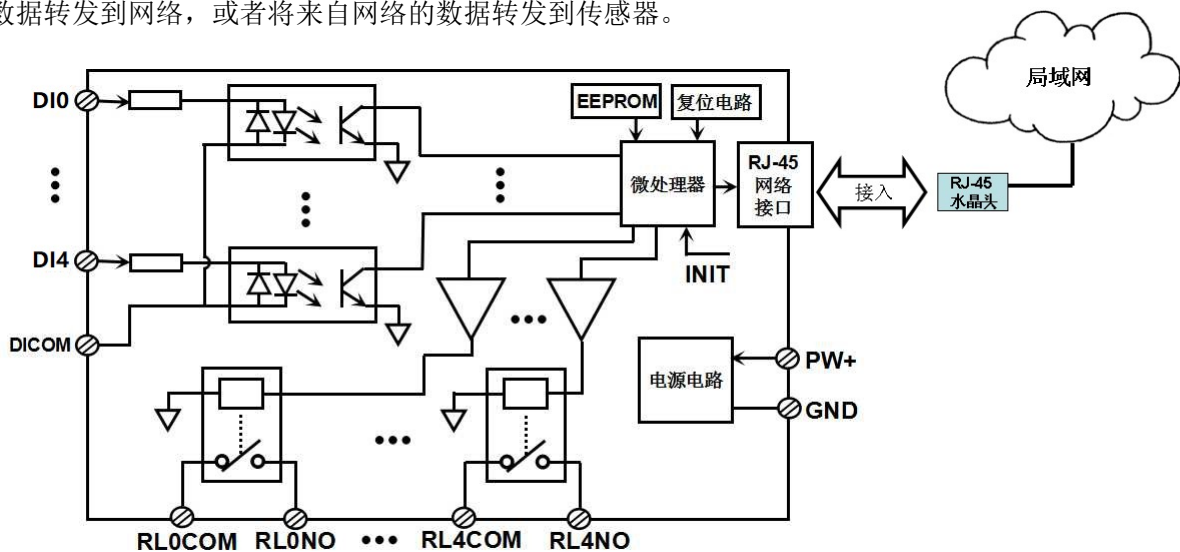 数据转发到网络，或者将来自网络的数据转发到传感器。
局域网
DI0
EEPROM
复位电路
微处理器
RJ-45
网络
接口
接入
RJ-45
水晶头
DI4
INIT
DICOM
电源电路
PW+
GND
RL0COM RL0NO ••• RL4COM RL4NO